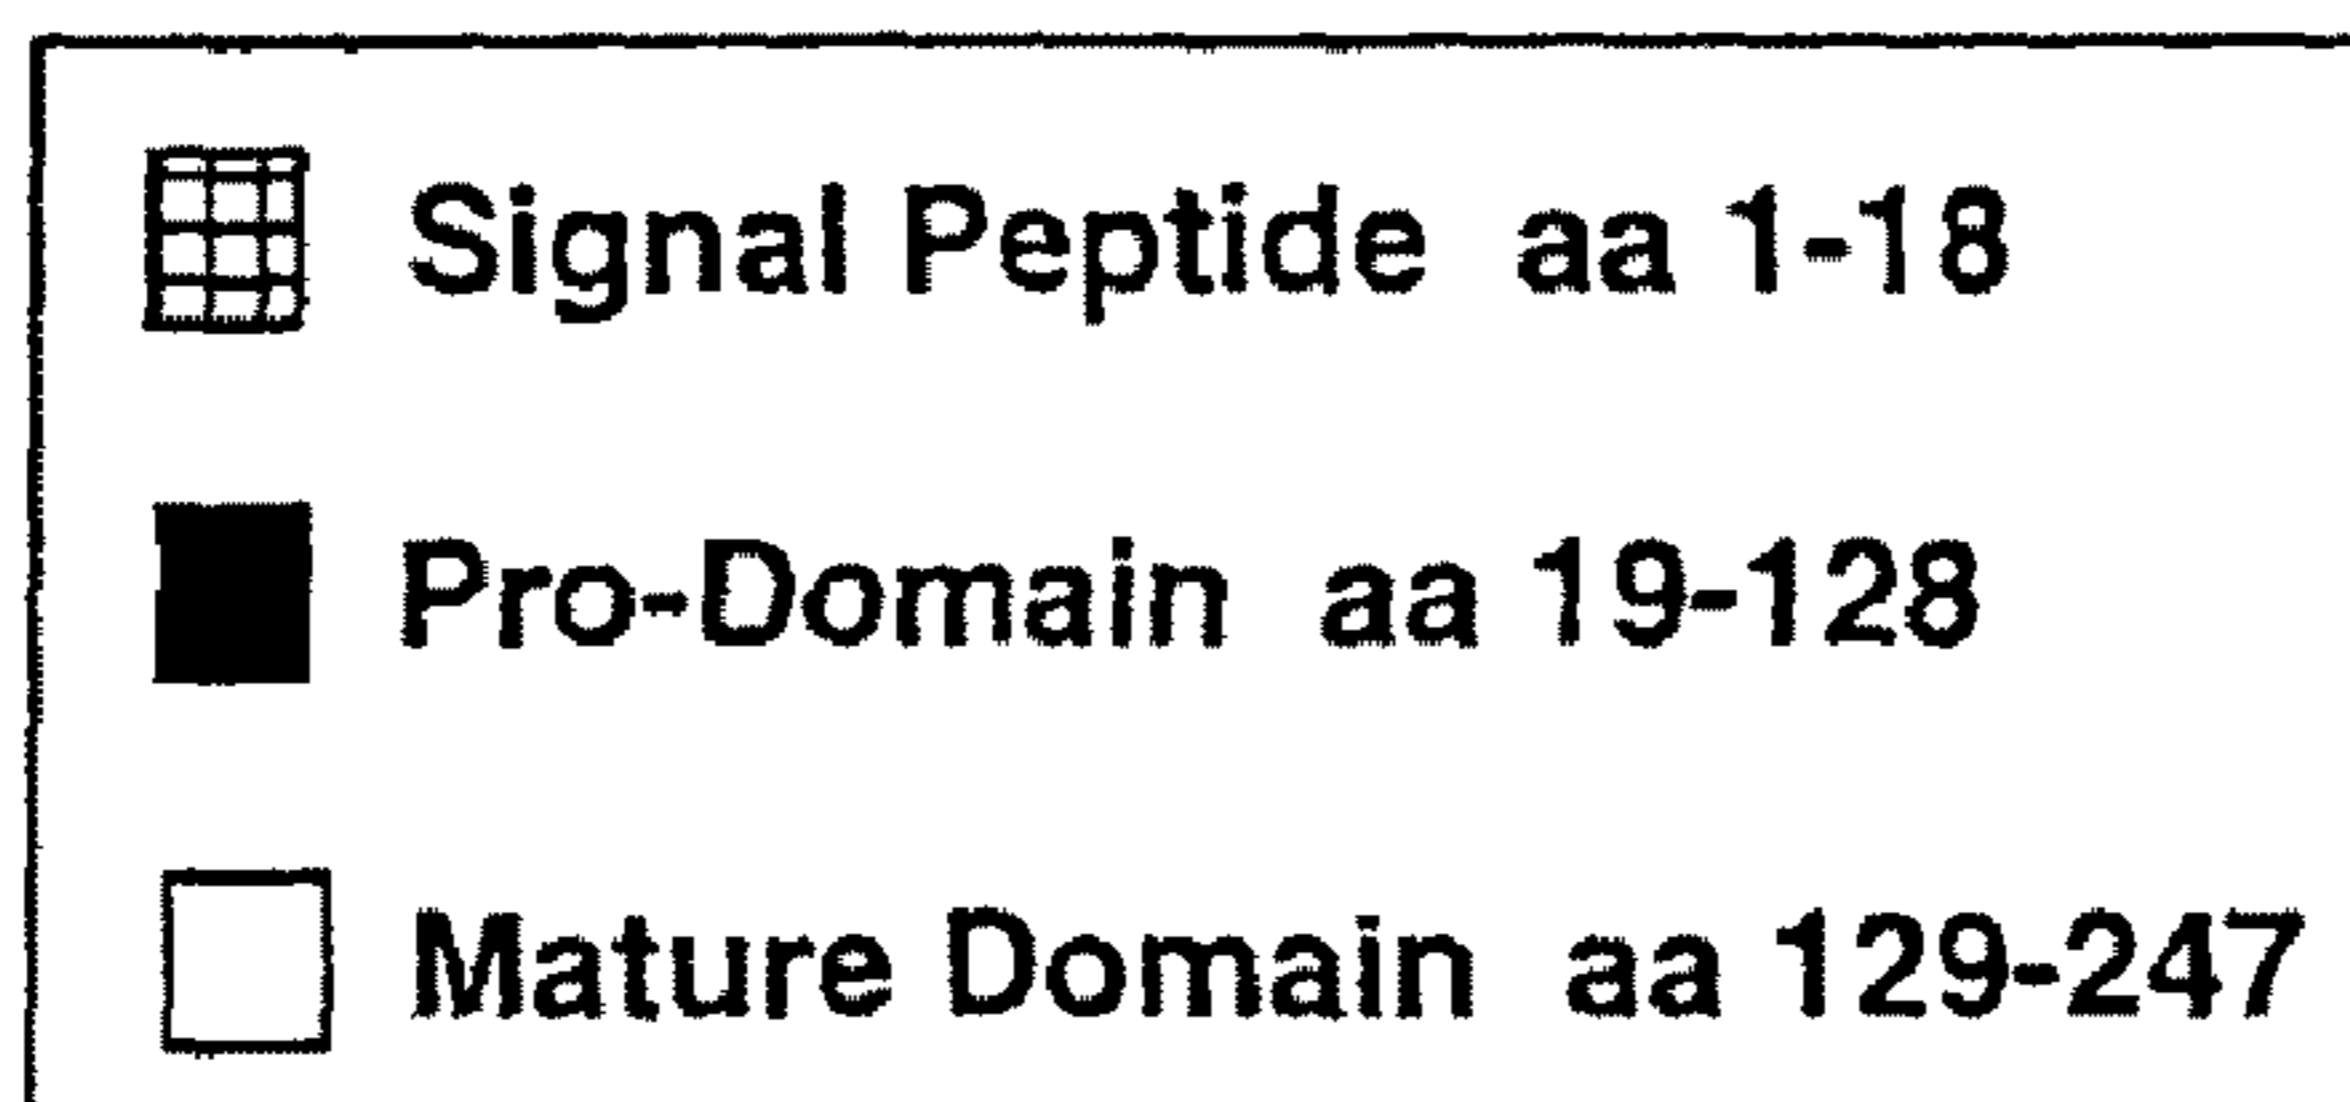 Signal Peptide aa 1-18
Pro-Domain aa 19-128
Mature Domain aa 129-247